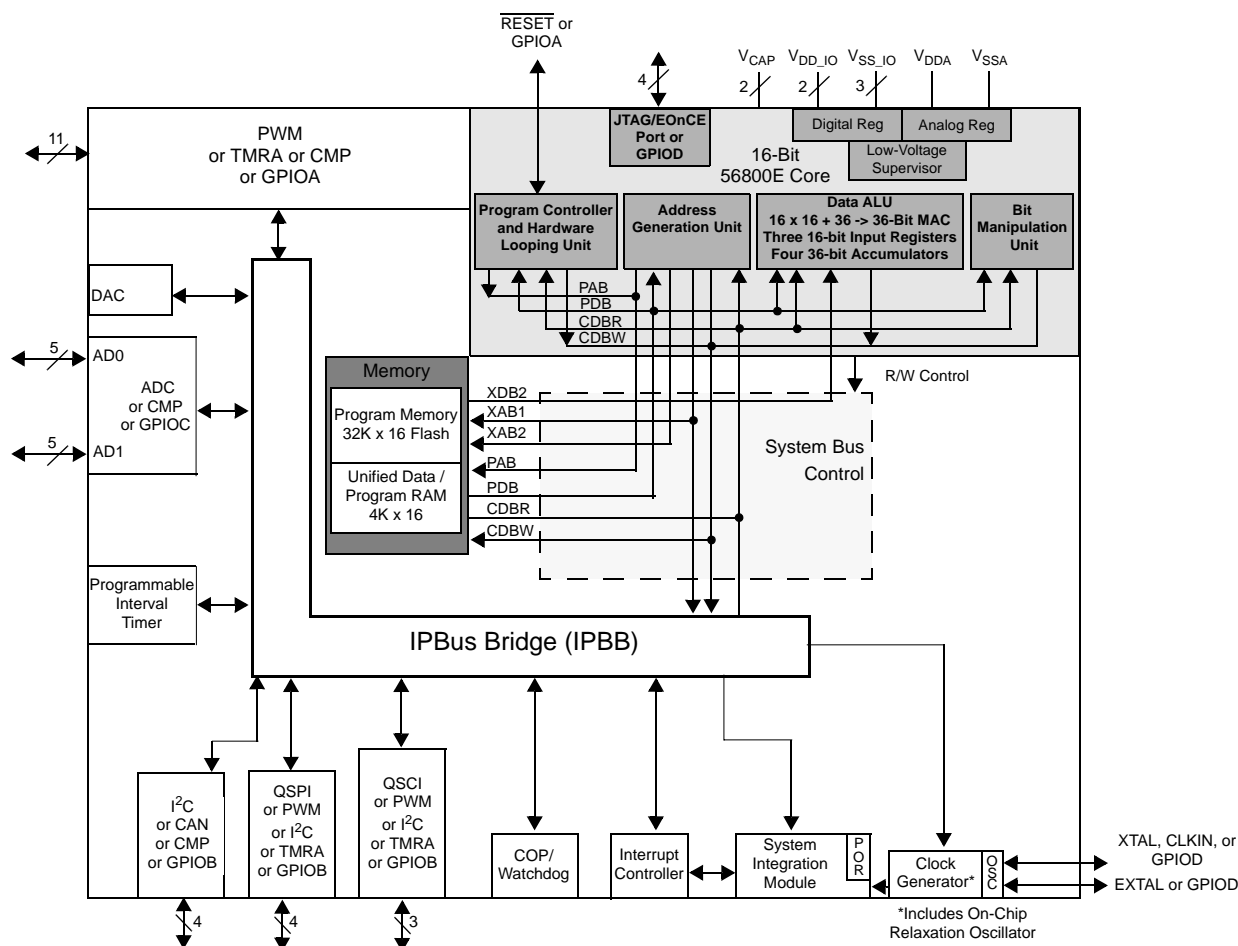 RESET or
GPIOA
4
V_CAP
V_DD_IO
V_SS_IO
V_DDA
V_SSA
2
2
3
11
PWM
or TMRA or CMP
or GPIOA
JTAG/EOnCE
Port or
GPIOD
16-Bit
56800E Core
Digital Reg
Analog Reg
Low-Voltage
Supervisor
Program Controller
and Hardware
Looping Unit
Address
Generation Unit
Data ALU
16 x 16 + 36 -> 36-Bit MAC
Three 16-bit Input Registers
Four 36-bit Accumulators
Bit
Manipulation
Unit
PAB
PDB
CDBR
CDBW
DAC
5
AD0
ADC
or CMP
or GPIOC
5
AD1
Memory
Program Memory
32K x 16 Flash
Unified Data /
Program RAM
4K x 16
XDB2
XAB1
XAB2
PAB
PDB
CDBR
CDBW
R/W Control
System Bus
Control
Programmable
Interval
Timer
IPBus Bridge (IPBB)
I²C
or CAN
or CMP
or GPIOB
4
QSPI
or PWM
or I²C
or TMRA
or GPIOB
4
QSCI
or PWM
or I²C
or TMRA
or GPIOB
3
COP/
Watchdog
Interrupt
Controller
System
Integration
Module
POR
Clock
Generator*
OSC
XTAL, CLKIN, or
GPIOD
EXTAL or GPIOD
*Includes On-Chip
Relaxation Oscillator